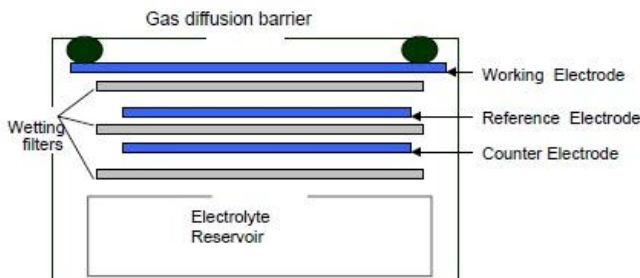 Gas diffusion barrier
Working Electrode
Reference Electrode
Wetting
filters
Counter Electrode
Electrolyte
Reservoir